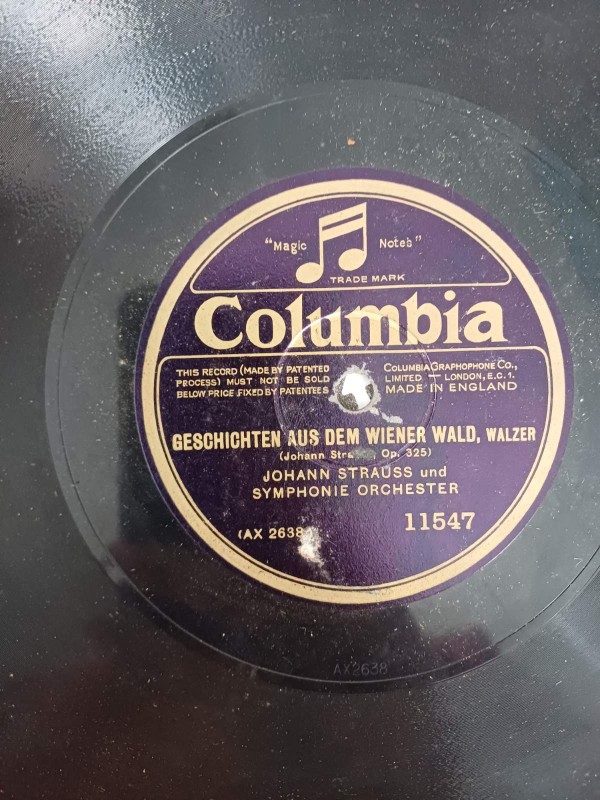 "Magic Notes"
TRADE MARK
Columbia
THIS RECORD (MADE BY PATENTED
PROCESS) MUST NOT BE SOLD
BELOW PRICE FIXED BY PATENTEES
COLUMBIA GRAPHOPHONE CO.,
LIMITED — LONDON, E.C.1.
MADE IN ENGLAND
GESCHICHTEN AUS DEM WIENER WALD, WALZER
(Johann Op. 325)
JOHANN STRAUSS und
SYMPHONIE ORCHESTER
(AX 2638)
11547
AX2638